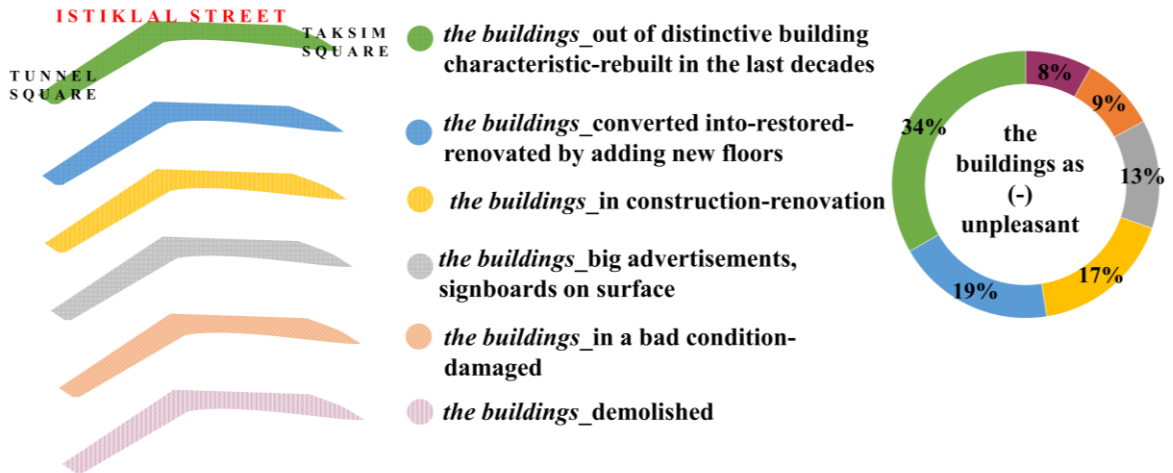 ISTIKLAL STREET
TAKSIM
SQUARE
TUNNEL
SQUARE
the buildings_out of distinctive building
characteristic-rebuilt in the last decades
the buildings_converted into-restored-
renovated by adding new floors
the buildings_in construction-renovation
the buildings_big advertisements,
signboards on surface
the buildings_in a bad condition-
damaged
the buildings_demolished
8%
9%
13%
17%
19%
34%
the
buildings as
(-)
unpleasant